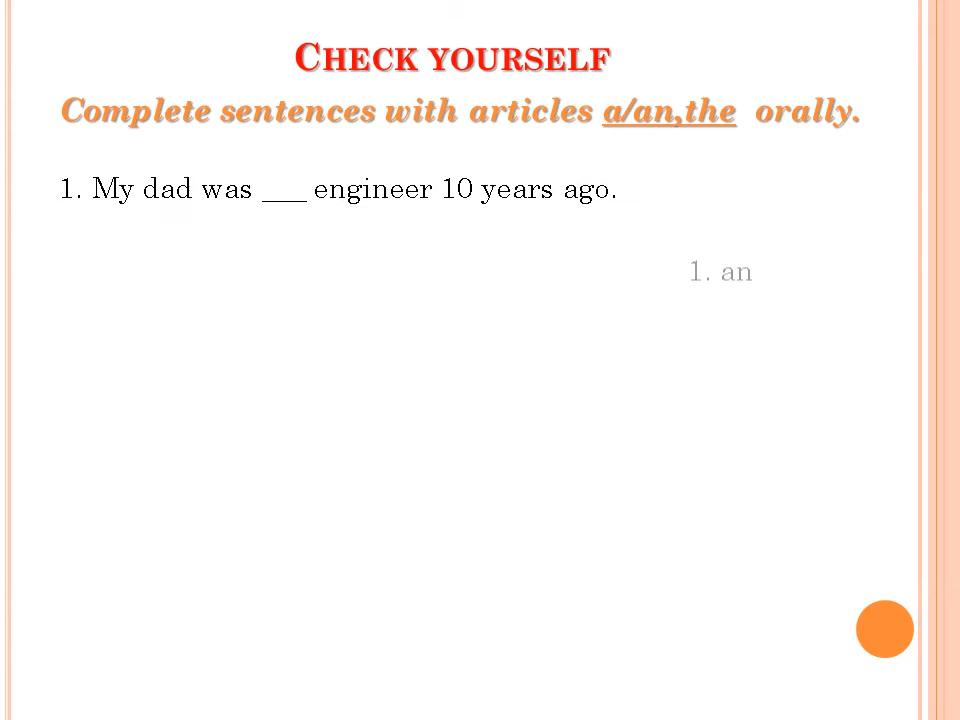 CHECK YOURSELF
Complete sentences with articles a/an,the orally.
1. My dad was ___ engineer 10 years ago.
1. an